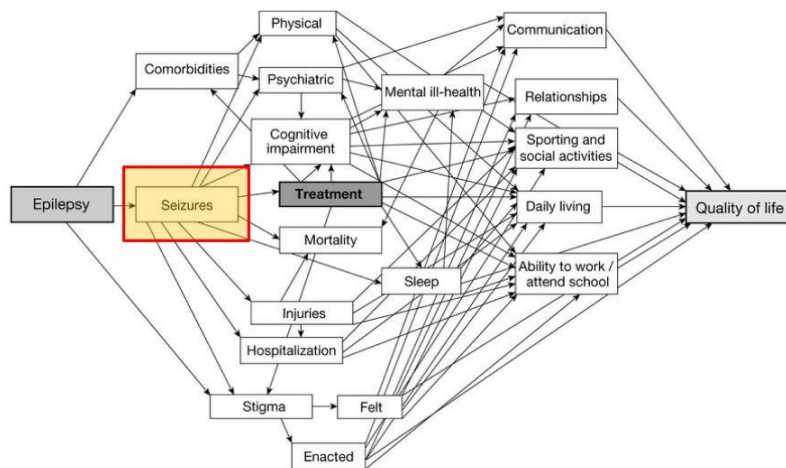 Physical
Communication
Comorbidities
Psychiatric
Mental ill-health
Relationships
Cognitive
impairment
Sporting and
social activities
Epilepsy
Seizures
Treatment
Daily living
Quality of life
Mortality
Sleep
Ability to work /
attend school
Injuries
Hospitalization
Stigma
Felt
Enacted